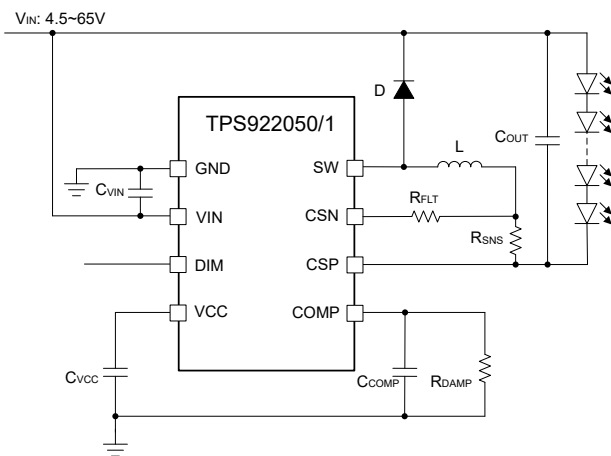 VIN: 4.5~65V
D
TPS922050/1
L
COUT
GND
SW
CVIN
RFLT
VIN
CSN
RSNS
DIM
CSP
VCC
COMP
CVCC
CCOMP
RDAMP